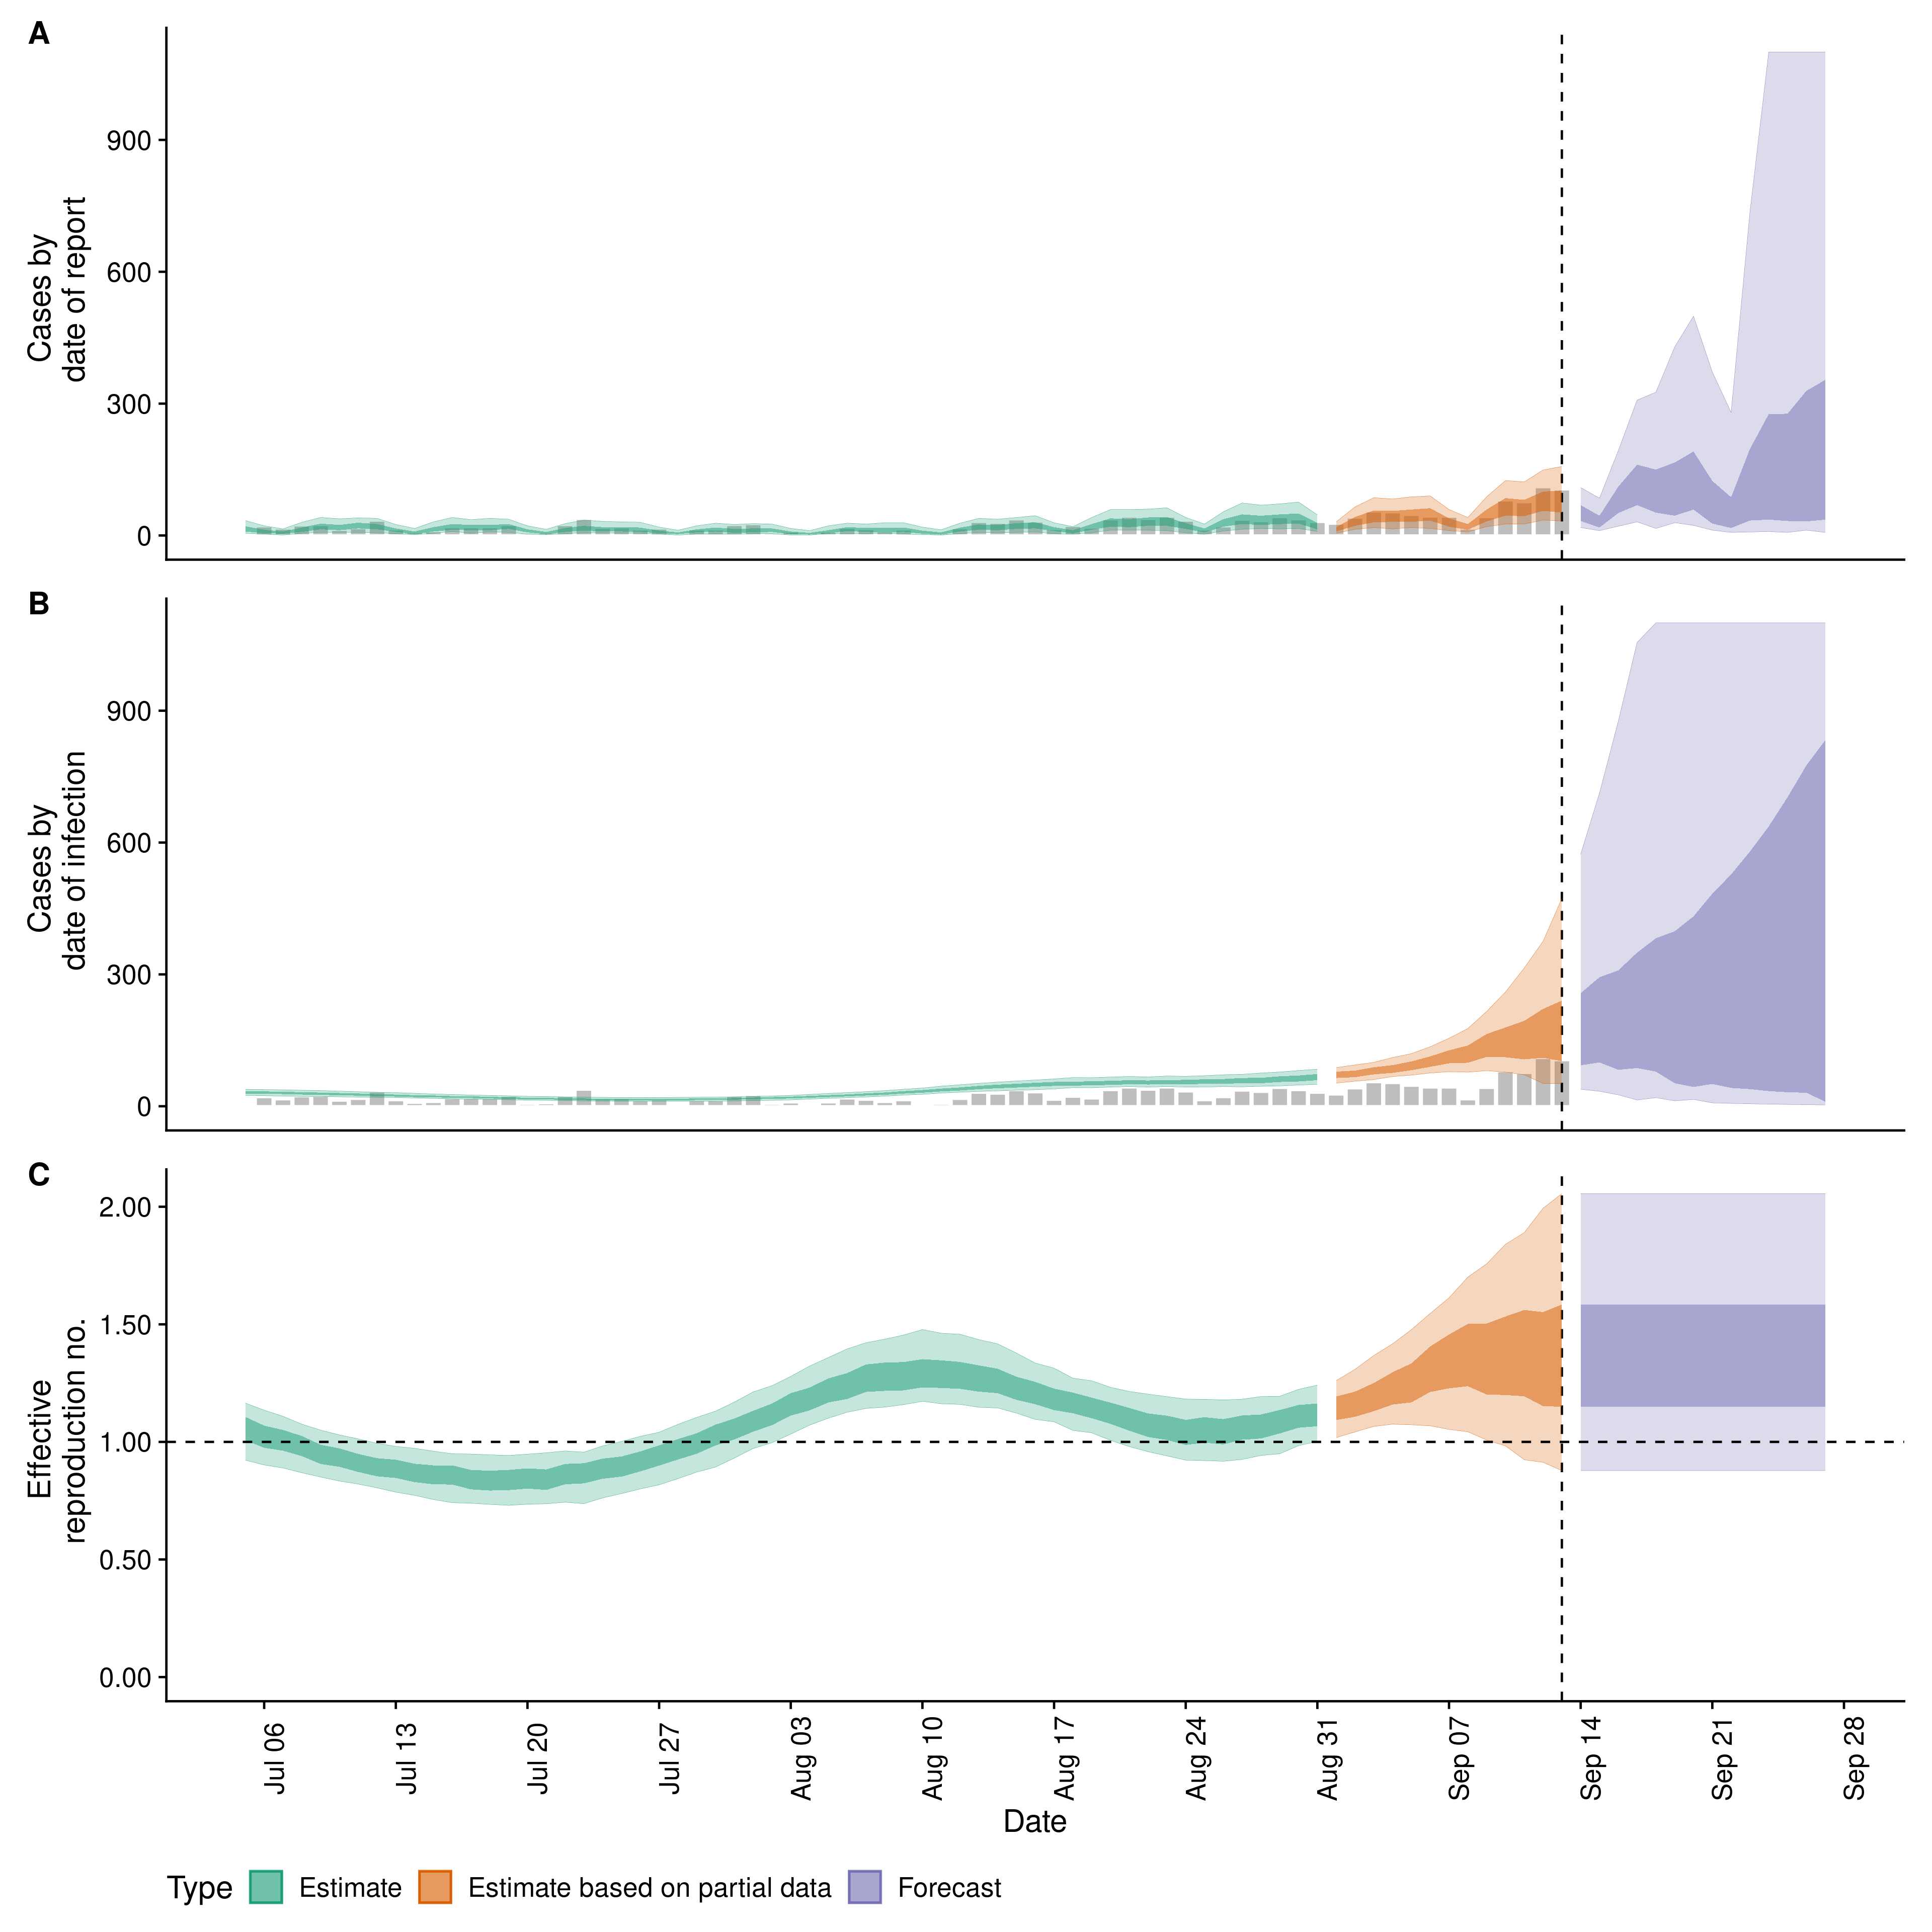 A
Cases by
date of report
900
600
300
0
B
Cases by
date of infection
900
600
300
0
C
Effective
reproduction no.
2.00
1.50
1.00
0.50
0.00
Jul 06
Jul 13
Jul 20
Jul 27
Aug 03
Aug 10
Aug 17
Aug 24
Aug 31
Sep 07
Sep 14
Sep 21
Sep 28
Date
Type Estimate Estimate based on partial data Forecast